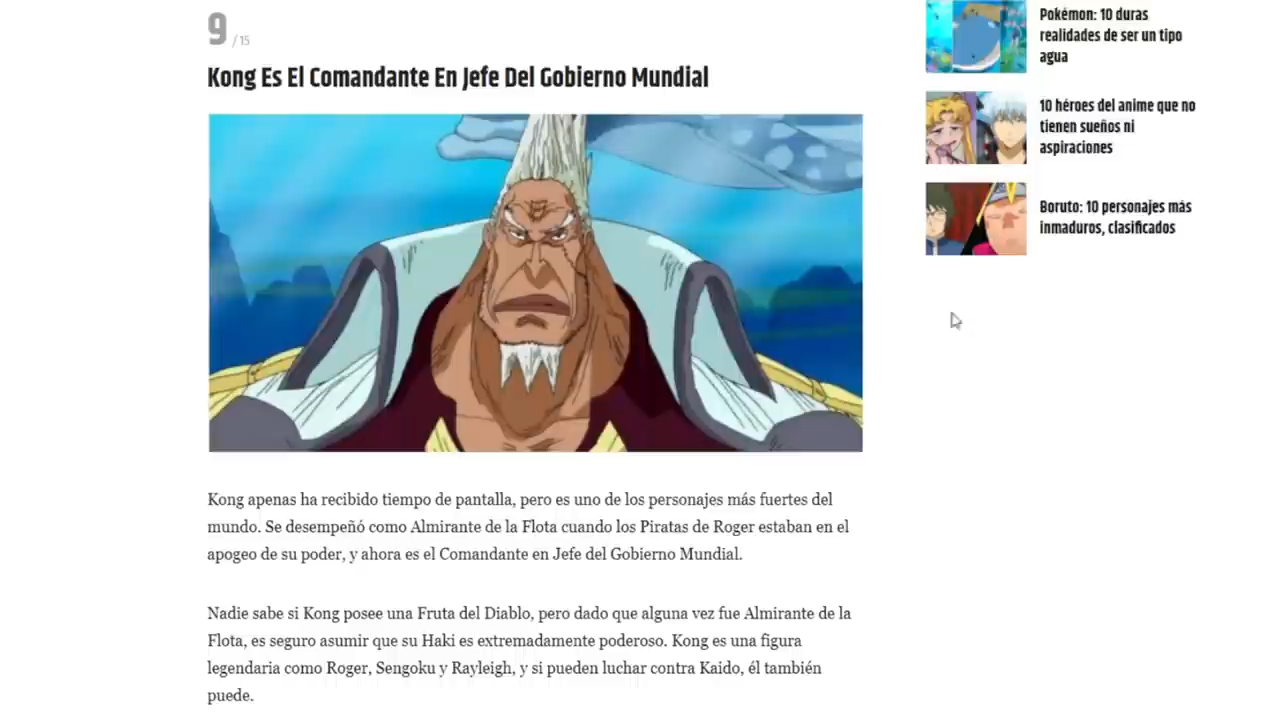 9 / 15
Kong Es El Comandante En Jefe Del Gobierno Mundial
Kong apenas ha recibido tiempo de pantalla, pero es uno de los personajes más fuertes del
mundo. Se desempeñó como Almirante de la Flota cuando los Piratas de Roger estaban en el
apogeo de su poder, y ahora es el Comandante en Jefe del Gobierno Mundial.
Nadie sabe si Kong posee una Fruta del Diablo, pero dado que alguna vez fue Almirante de la
Flota, es seguro asumir que su Haki es extremadamente poderoso. Kong es una figura
legendaria como Roger, Sengoku y Rayleigh, y si pueden luchar contra Kaido, él también
puede.
Pokémon: 10 duras
realidades de ser un tipo
agua
10 héroes del anime que no
tienen sueños ni
aspiraciones
Boruto: 10 personajes más
inmaduros, clasificados